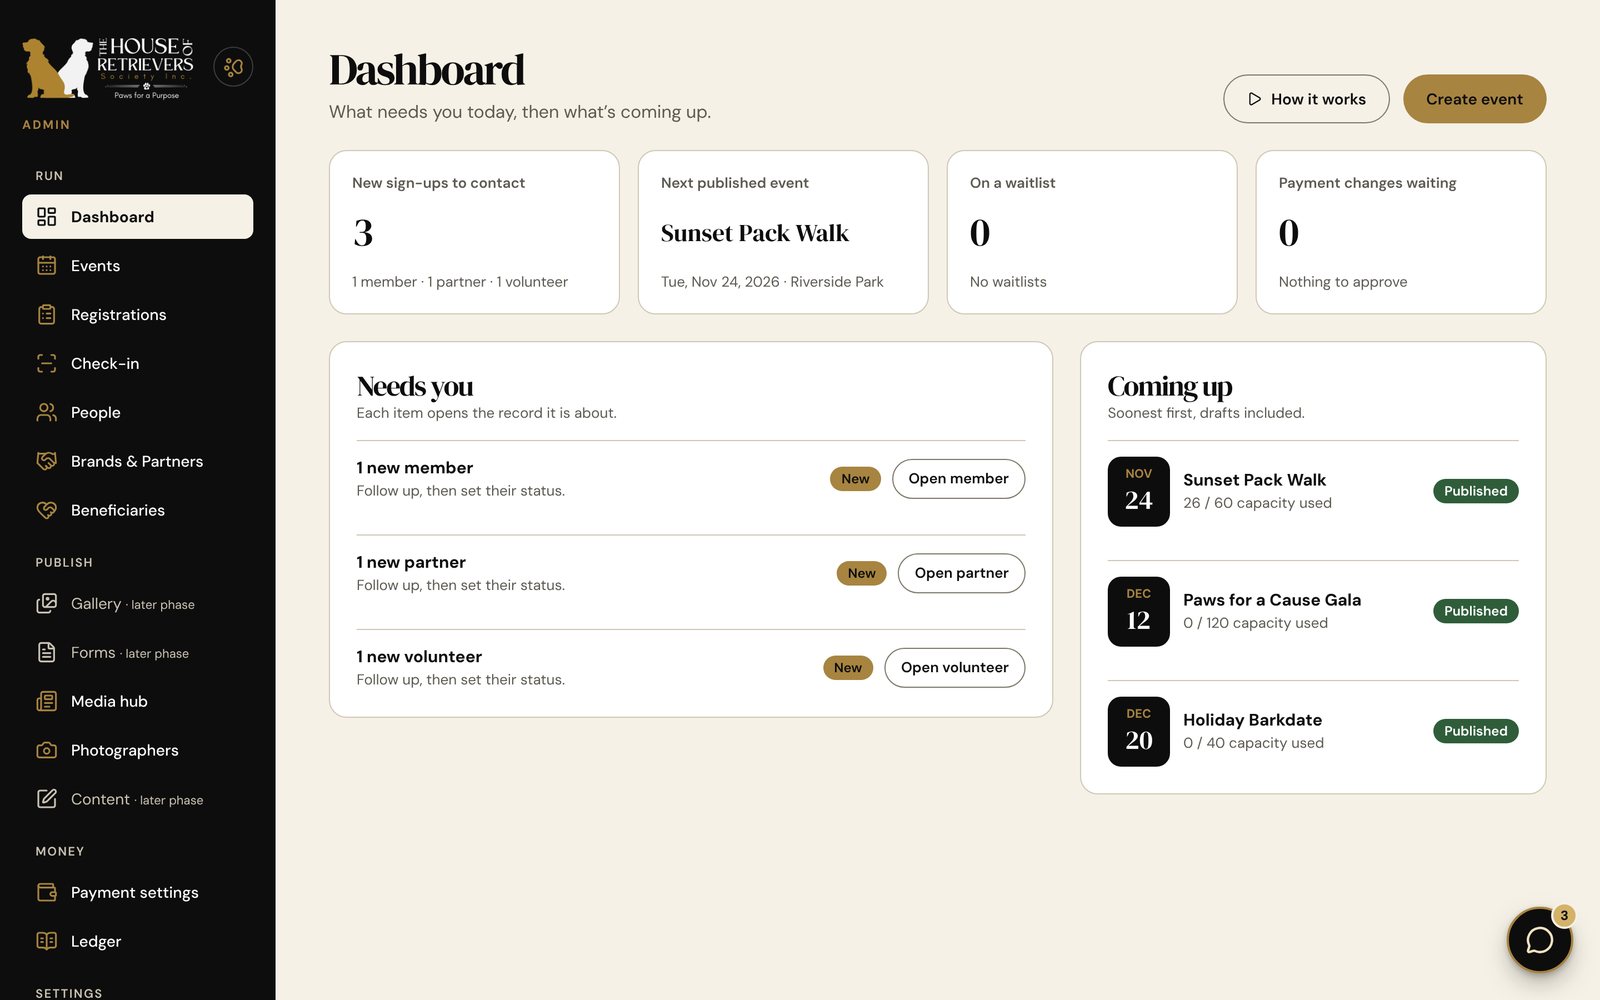 THE HOUSE OF
RETRIEVERS
Society Inc.
Paws for a Purpose
ADMIN
RUN
Dashboard
Events
Registrations
Check-in
People
Brands & Partners
Beneficiaries
PUBLISH
Gallery · later phase
Forms · later phase
Media hub
Photographers
Content · later phase
MONEY
Payment settings
Ledger
SETTINGS
Dashboard
What needs you today, then what’s coming up.
How it works
Create event
New sign-ups to contact
3
1 member · 1 partner · 1 volunteer
Next published event
Sunset Pack Walk
Tue, Nov 24, 2026 · Riverside Park
On a waitlist
0
No waitlists
Payment changes waiting
0
Nothing to approve
Needs you
Each item opens the record it is about.
1 new member
Follow up, then set their status.
New
Open member
1 new partner
Follow up, then set their status.
New
Open partner
1 new volunteer
Follow up, then set their status.
New
Open volunteer
Coming up
Soonest first, drafts included.
NOV
24
Sunset Pack Walk
26 / 60 capacity used
Published
DEC
12
Paws for a Cause Gala
0 / 120 capacity used
Published
DEC
20
Holiday Barkdate
0 / 40 capacity used
Published
3